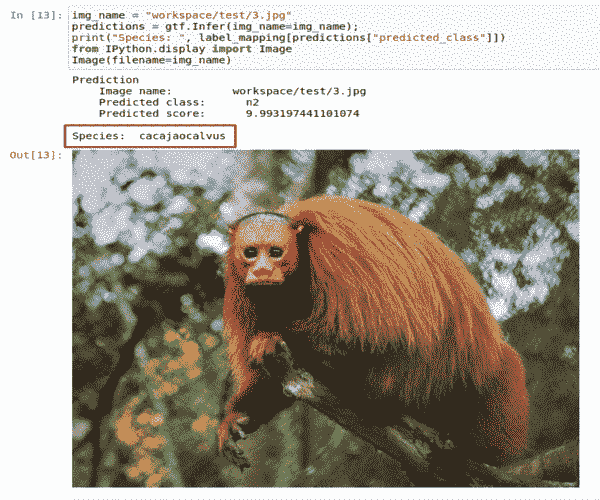 In [13]: img_name = "workspace/test/3.jpg"
predictions = gtf.Infer(img_name=img_name);
print("Species: ", label_mapping[predictions["predicted_class"]])
from IPython.display import Image
Image(filename=img_name)
Prediction
Image name: workspace/test/3.jpg
Predicted class: n2
Predicted score: 9.993197441101074
Species: cacajaocalvus
Out[13]: